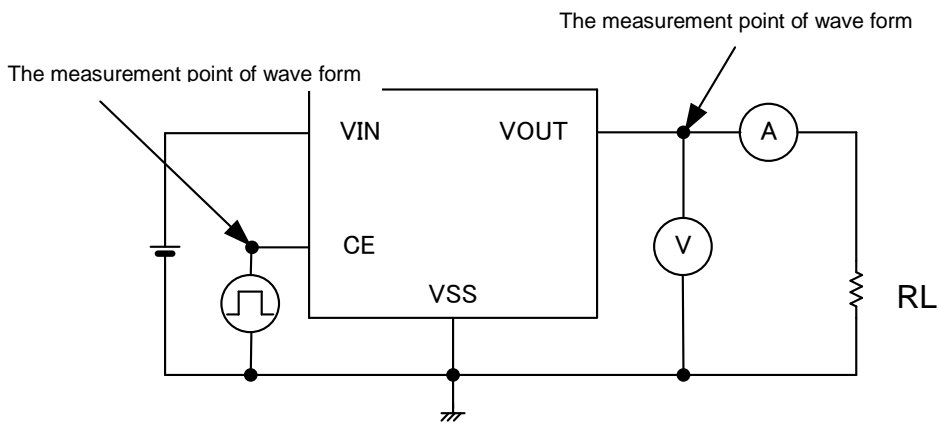 The measurement point of wave form
The measurement point of wave form
VIN
VOUT
A
CE
V
VSS
RL